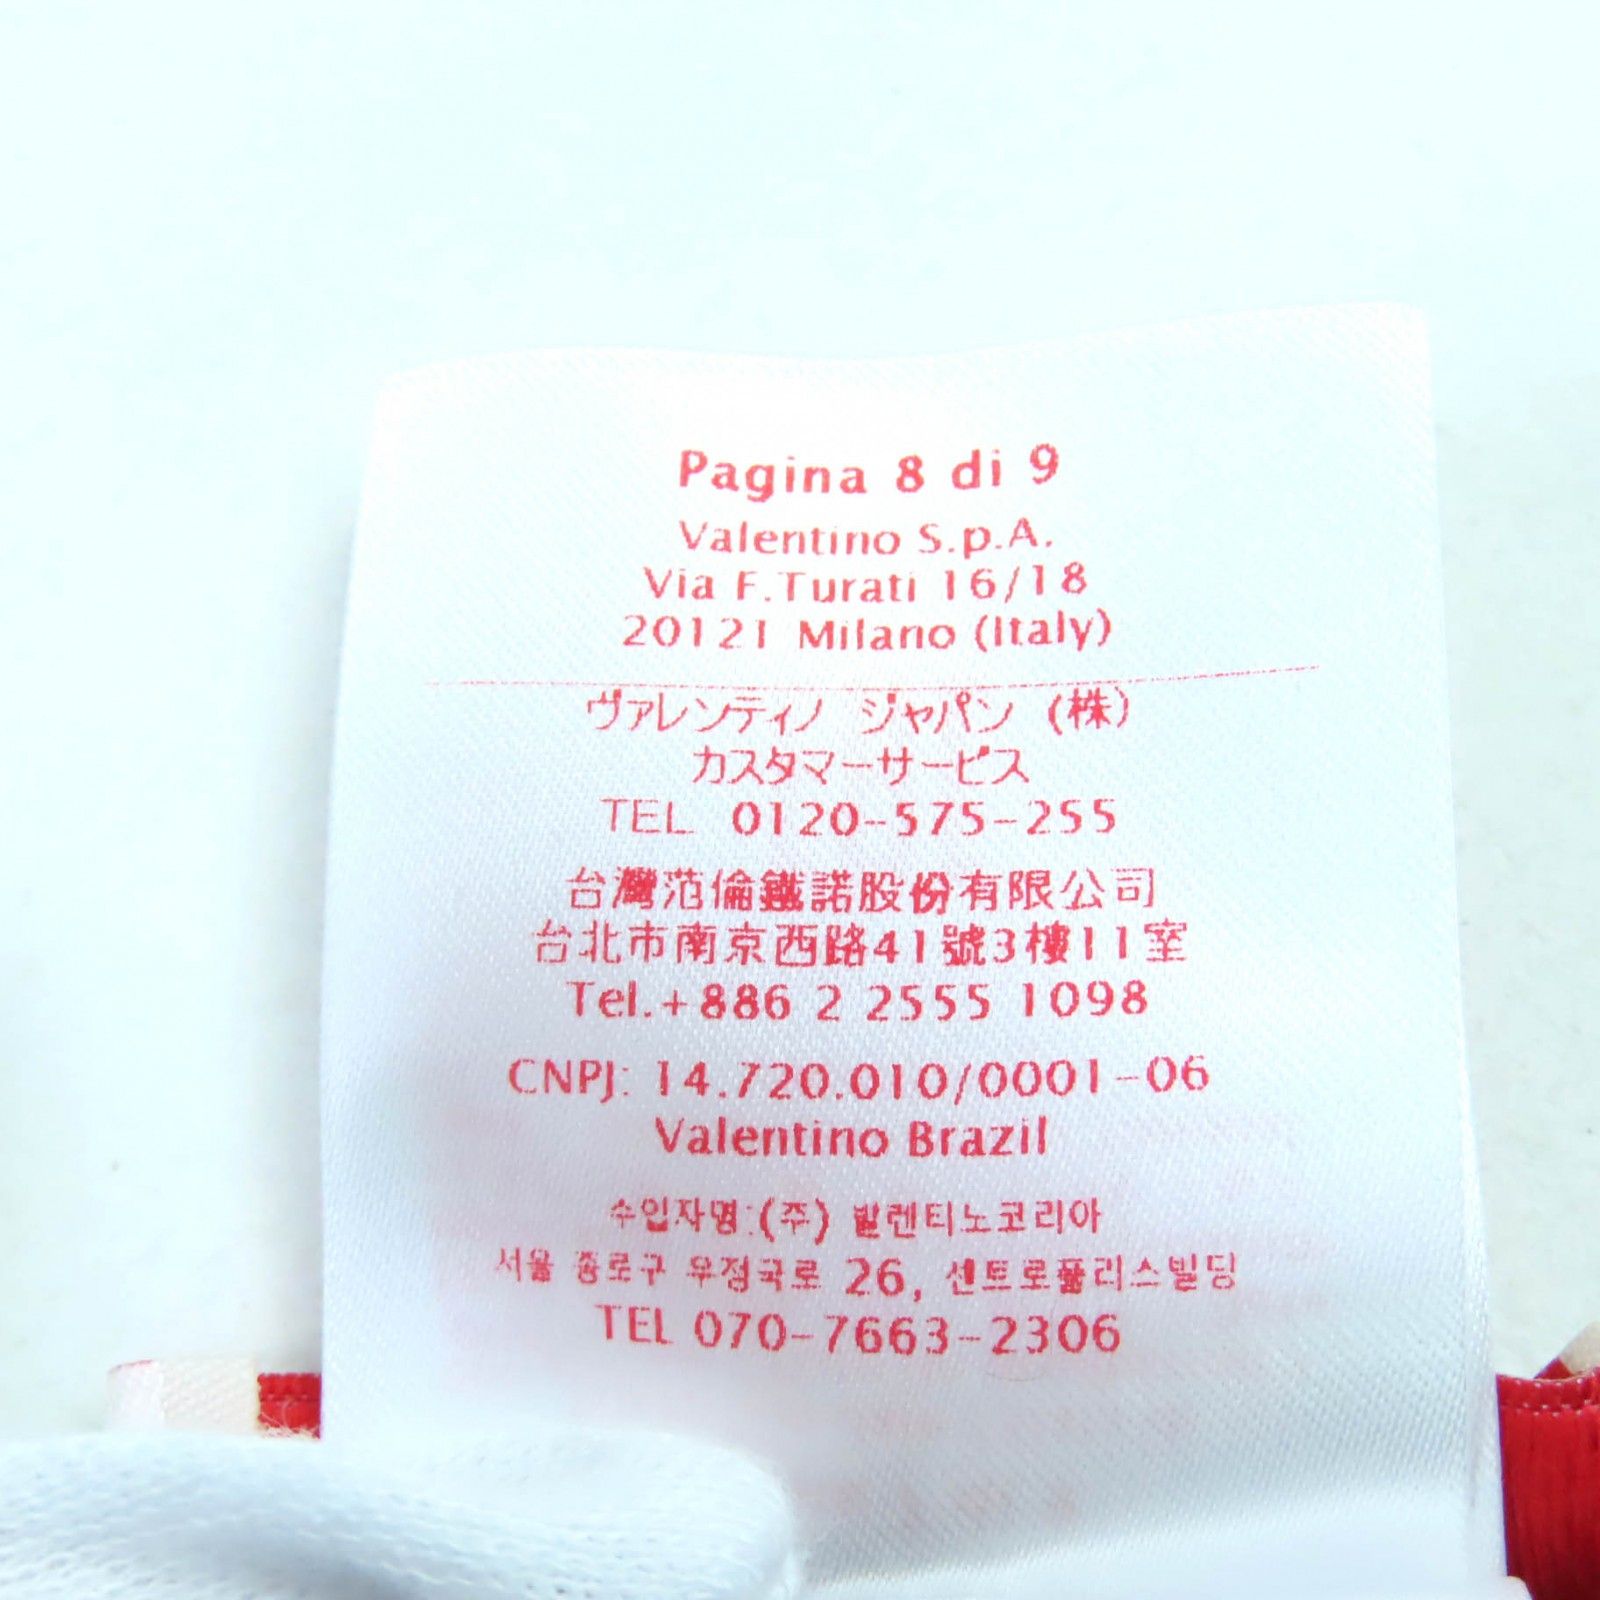 Pagina 8 di 9
Valentino S.p.A.
Via F.Turati 16/18
20121 Milano (Italy)
ヴァレンティノ ジャパン (株)
カスタマーサービス
TEL 0120-575-255
台灣范倫鐵諾股份有限公司
台北市南京西路41號3樓11室
Tel.+886 2 2555 1098
CNPJ: 14.720.010/0001-06
Valentino Brazil
수입자명:(주) 발렌티노코리아
서울 종로구 우정국로 26, 센트로폴리스빌딩
TEL 070-7663-2306